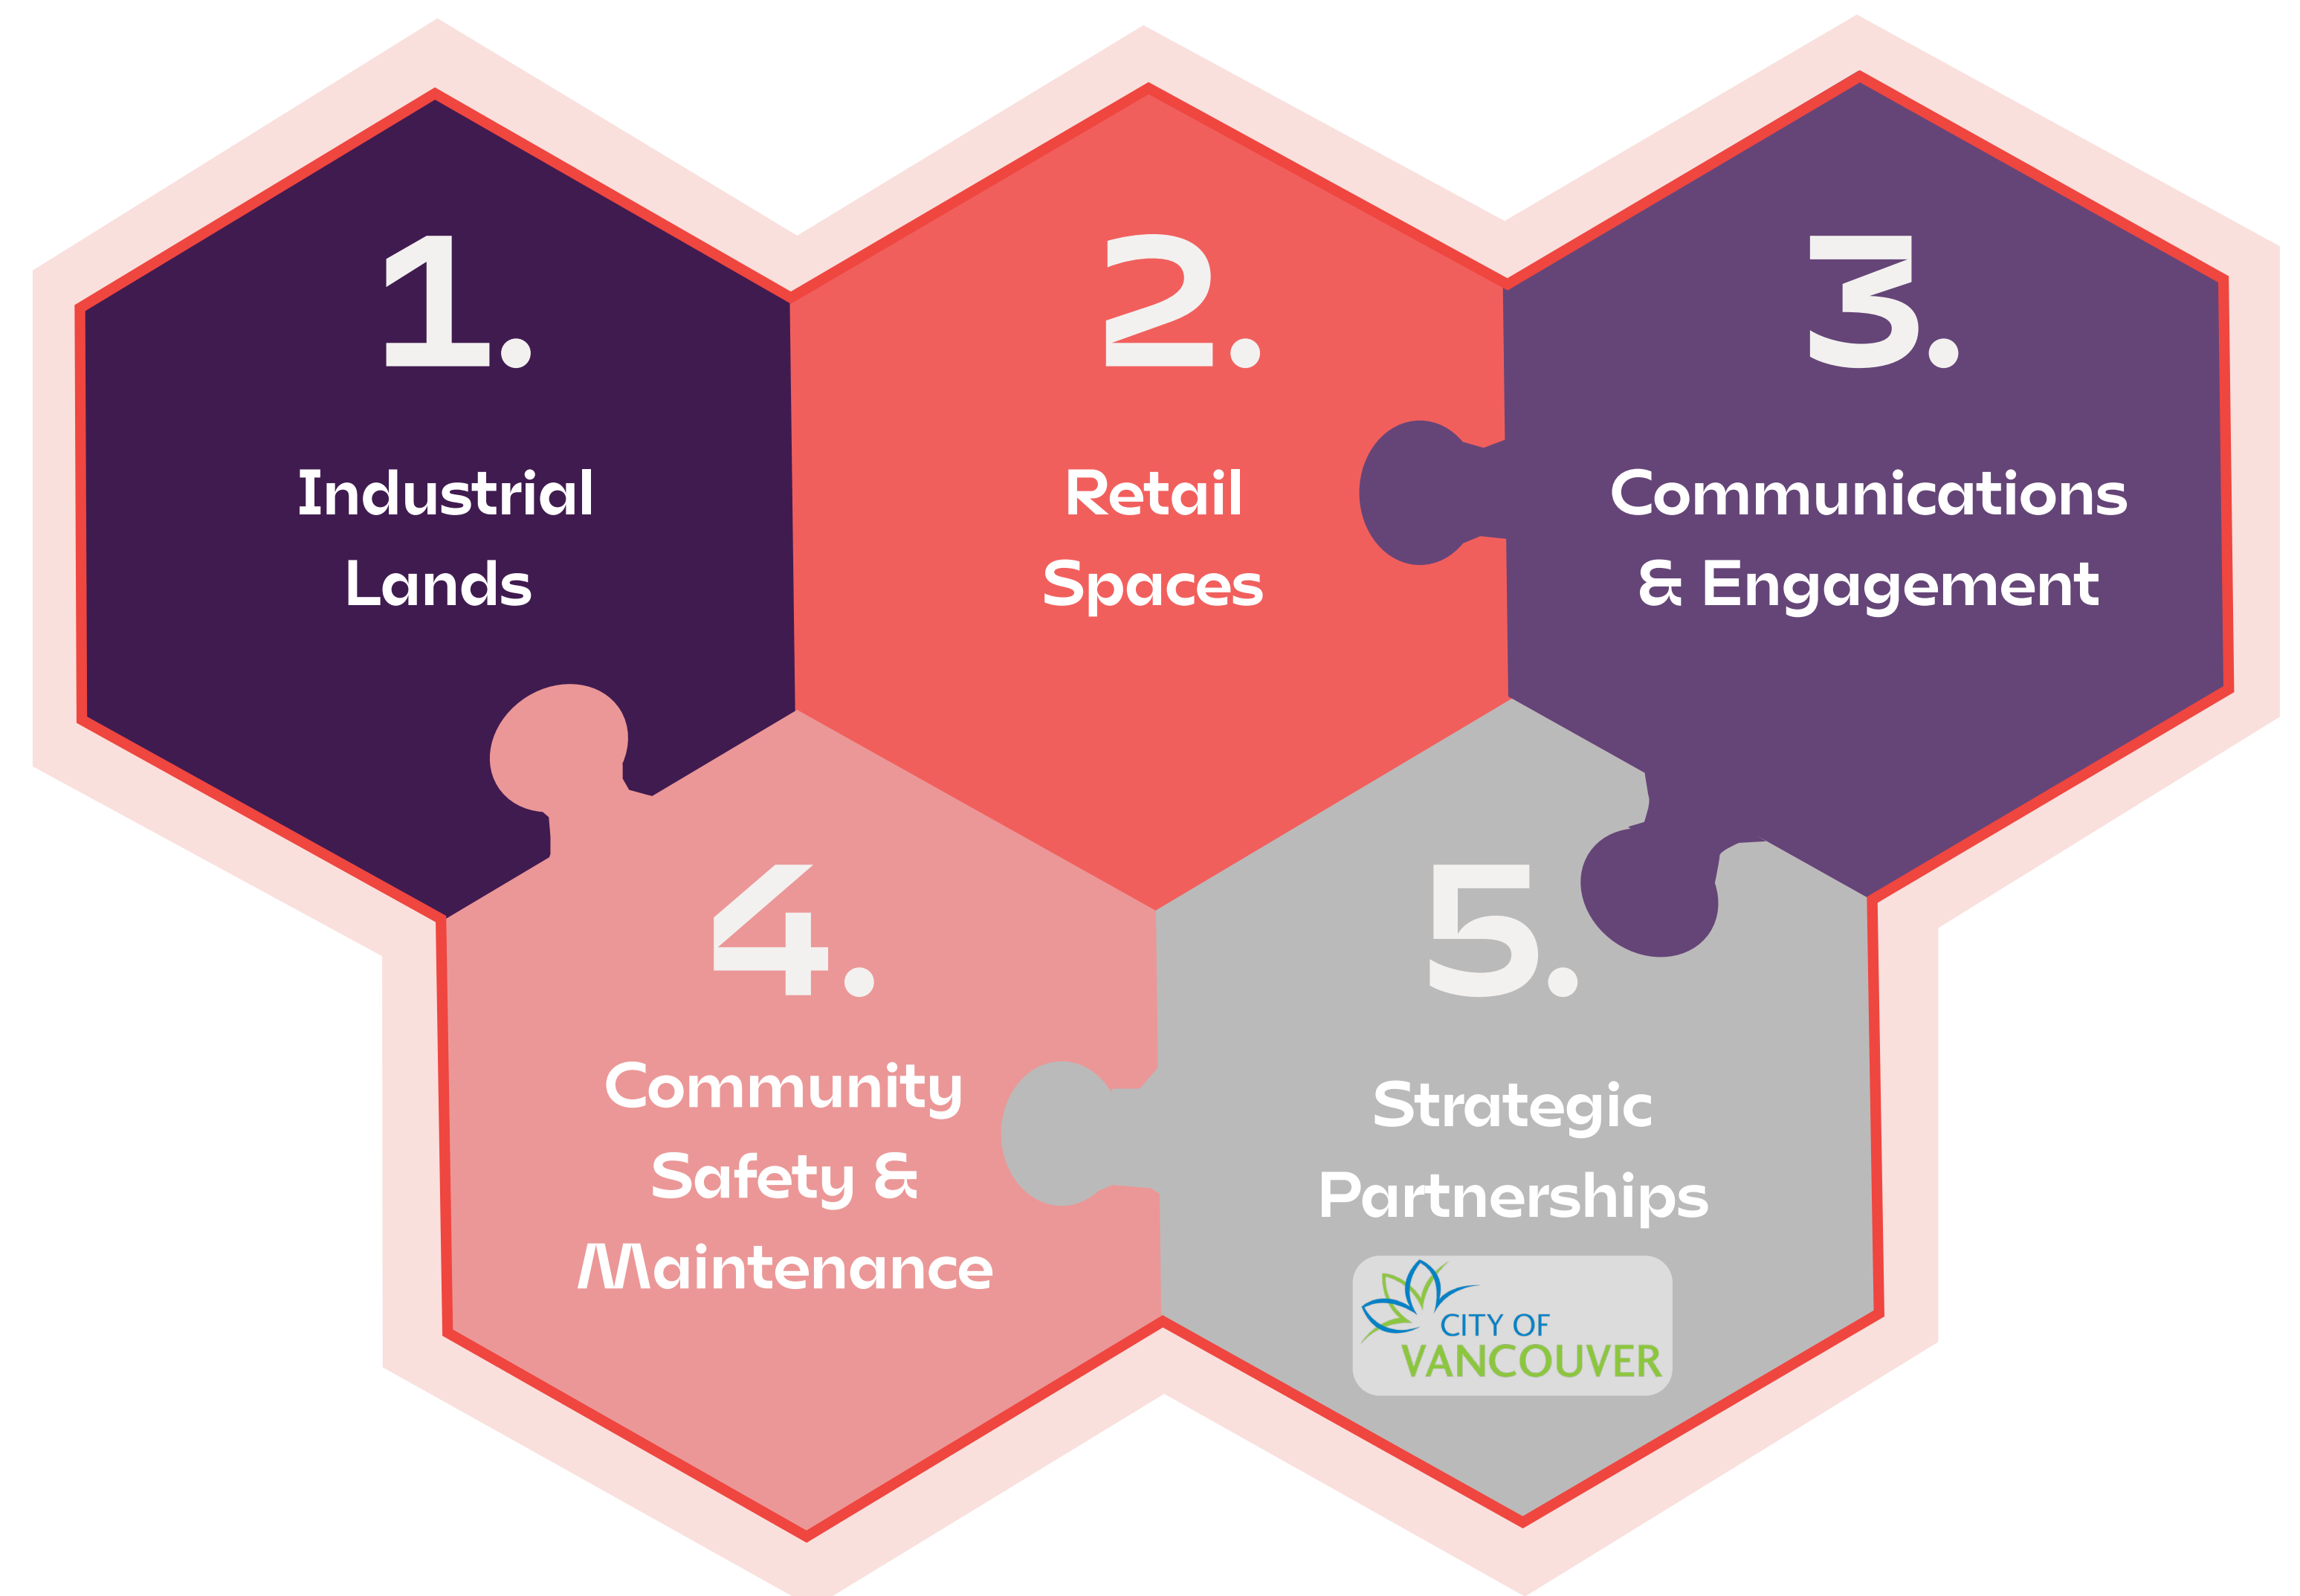 1.
Industrial
Lands
2.
Retail
Spaces
3.
Communications
& Engagement
4.
Community
Safety &
Maintenance
5.
Strategic
Partnerships
CITY OF
VANCOUVER